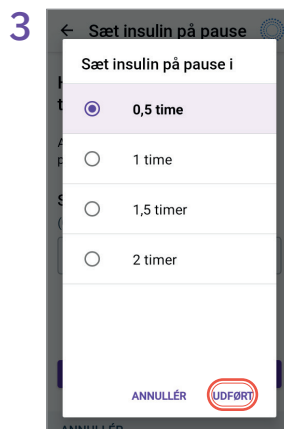 3
Sæt insulin på pause
Sæt insulin på pause i
0,5 time
1 time
1,5 timer
2 timer
ANNULLÉR UDFØRT
ANNULLÉR